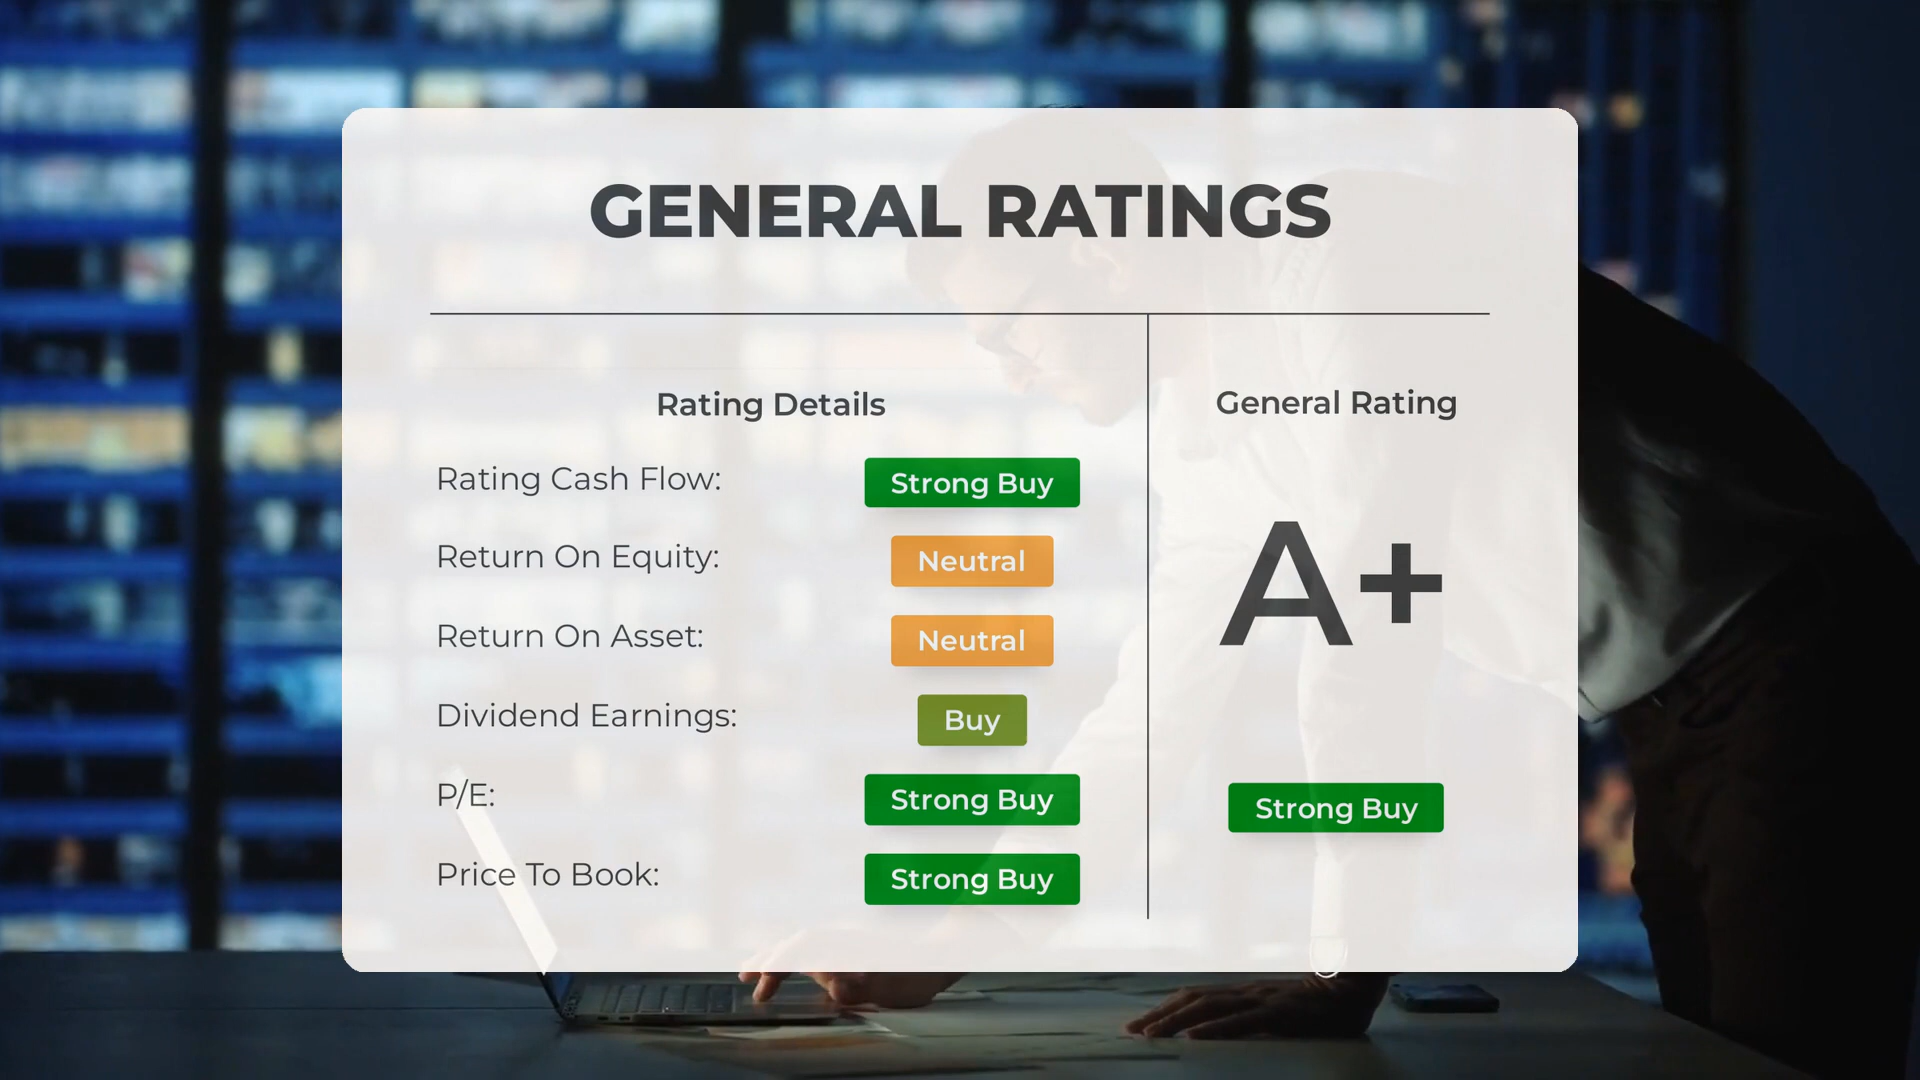 GENERAL RATINGS
Rating Details
Rating Cash Flow: Strong Buy
Return On Equity: Neutral
Return On Asset: Neutral
Dividend Earnings: Buy
P/E: Strong Buy
Price To Book: Strong Buy
General Rating
A+
Strong Buy